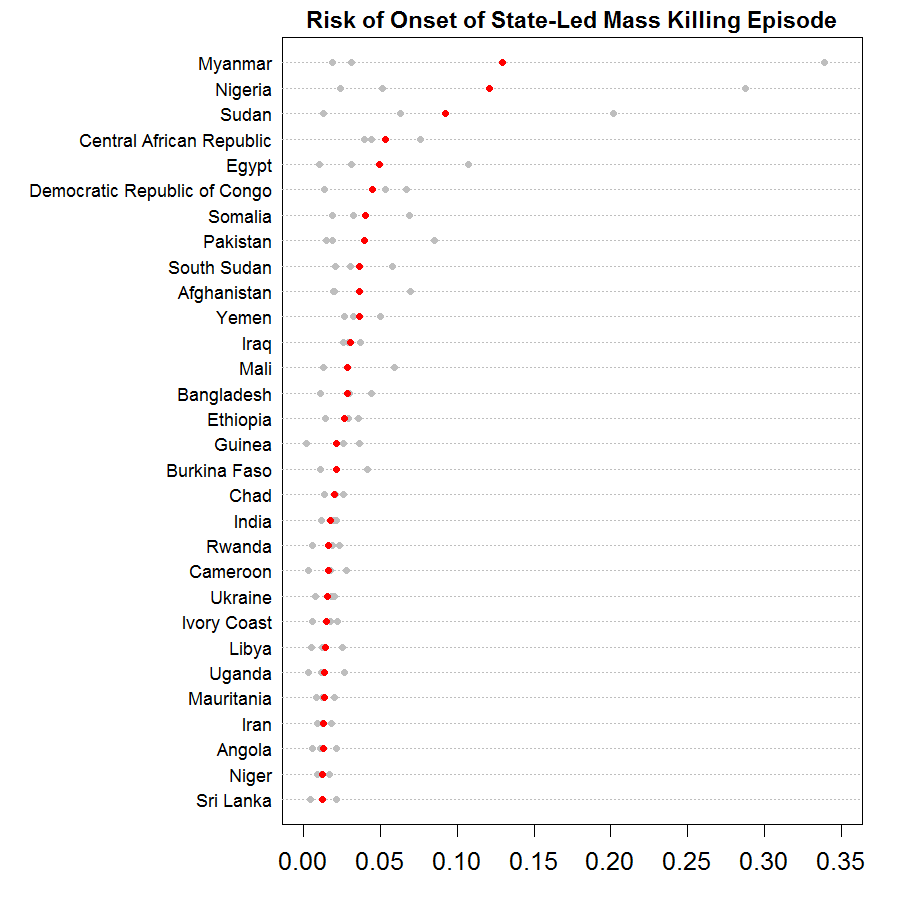 Risk of Onset of State-Led Mass Killing Episode
Myanmar
Nigeria
Sudan
Central African Republic
Egypt
Democratic Republic of Congo
Somalia
Pakistan
South Sudan
Afghanistan
Yemen
Iraq
Mali
Bangladesh
Ethiopia
Guinea
Burkina Faso
Chad
India
Rwanda
Cameroon
Ukraine
Ivory Coast
Libya
Uganda
Mauritania
Iran
Angola
Niger
Sri Lanka
0.00 0.05 0.10 0.15 0.20 0.25 0.30 0.35